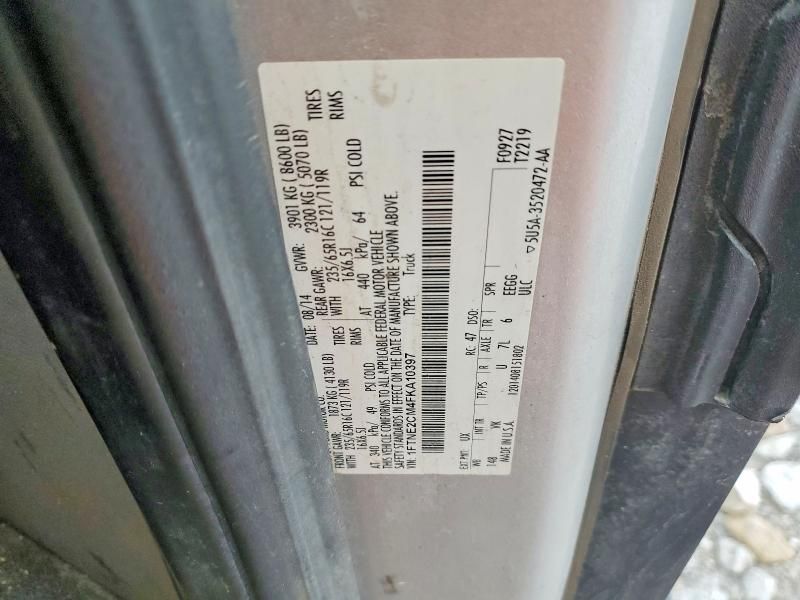 MOTOR CO.
DATE: 08/14 GVWR: 3901 KG ( 8600 LB)
FRONT GAWR: 1873 KG ( 4130 LB) REAR GAWR: 2300 KG ( 5070 LB)
WITH 235/65R16C 121/119R TIRES WITH 235/65R16C 121/119R TIRES
16X6.5J RIMS 16X6.5J RIMS
AT 340 kPa/ 49 PSI COLD AT 440 kPa/ 64 PSI COLD
THIS VEHICLE CONFORMS TO ALL APPLICABLE FEDERAL MOTOR VEHICLE
SAFETY STANDARDS IN EFFECT ON THE DATE OF MANUFACTURE SHOWN ABOVE.
VIN: 1FTNE2CM4FKA10397 TYPE: Truck
F0927
T2219
EXT PNT: UX RC: 47 DSO:
WB INT TR TP/PS R AXLE TR SPR
148 VK U 7L 6 EEGG
MADE IN U.S.A. 1201408151802 ULC
▽5U5A-3520472-AA